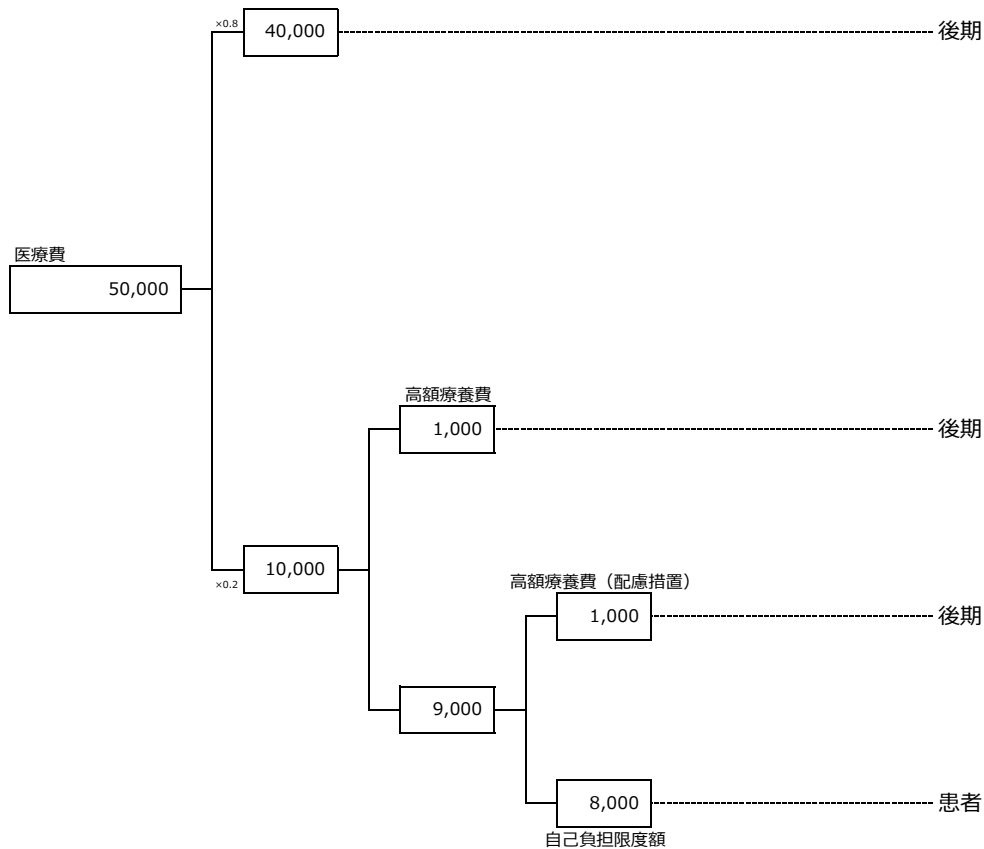 ×0.8
40,000
後期
医療費
50,000
高額療養費
1,000
後期
10,000
×0.2
高額療養費（配慮措置）
1,000
後期
9,000
8,000
患者
自己負担限度額